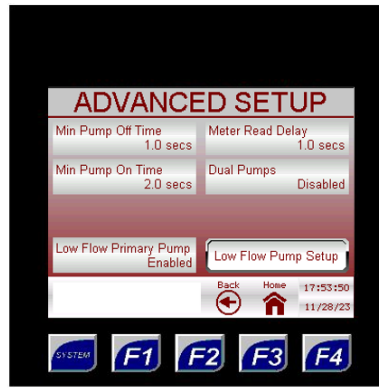 ADVANCED SETUP
Min Pump Off Time
1.0 secs
Meter Read Delay
1.0 secs
Min Pump On Time
2.0 secs
Dual Pumps
Disabled
Low Flow Primary Pump
Enabled
Low Flow Pump Setup
Back
Home
17:53:50
11/28/23
SYSTEM
F1
F2
F3
F4